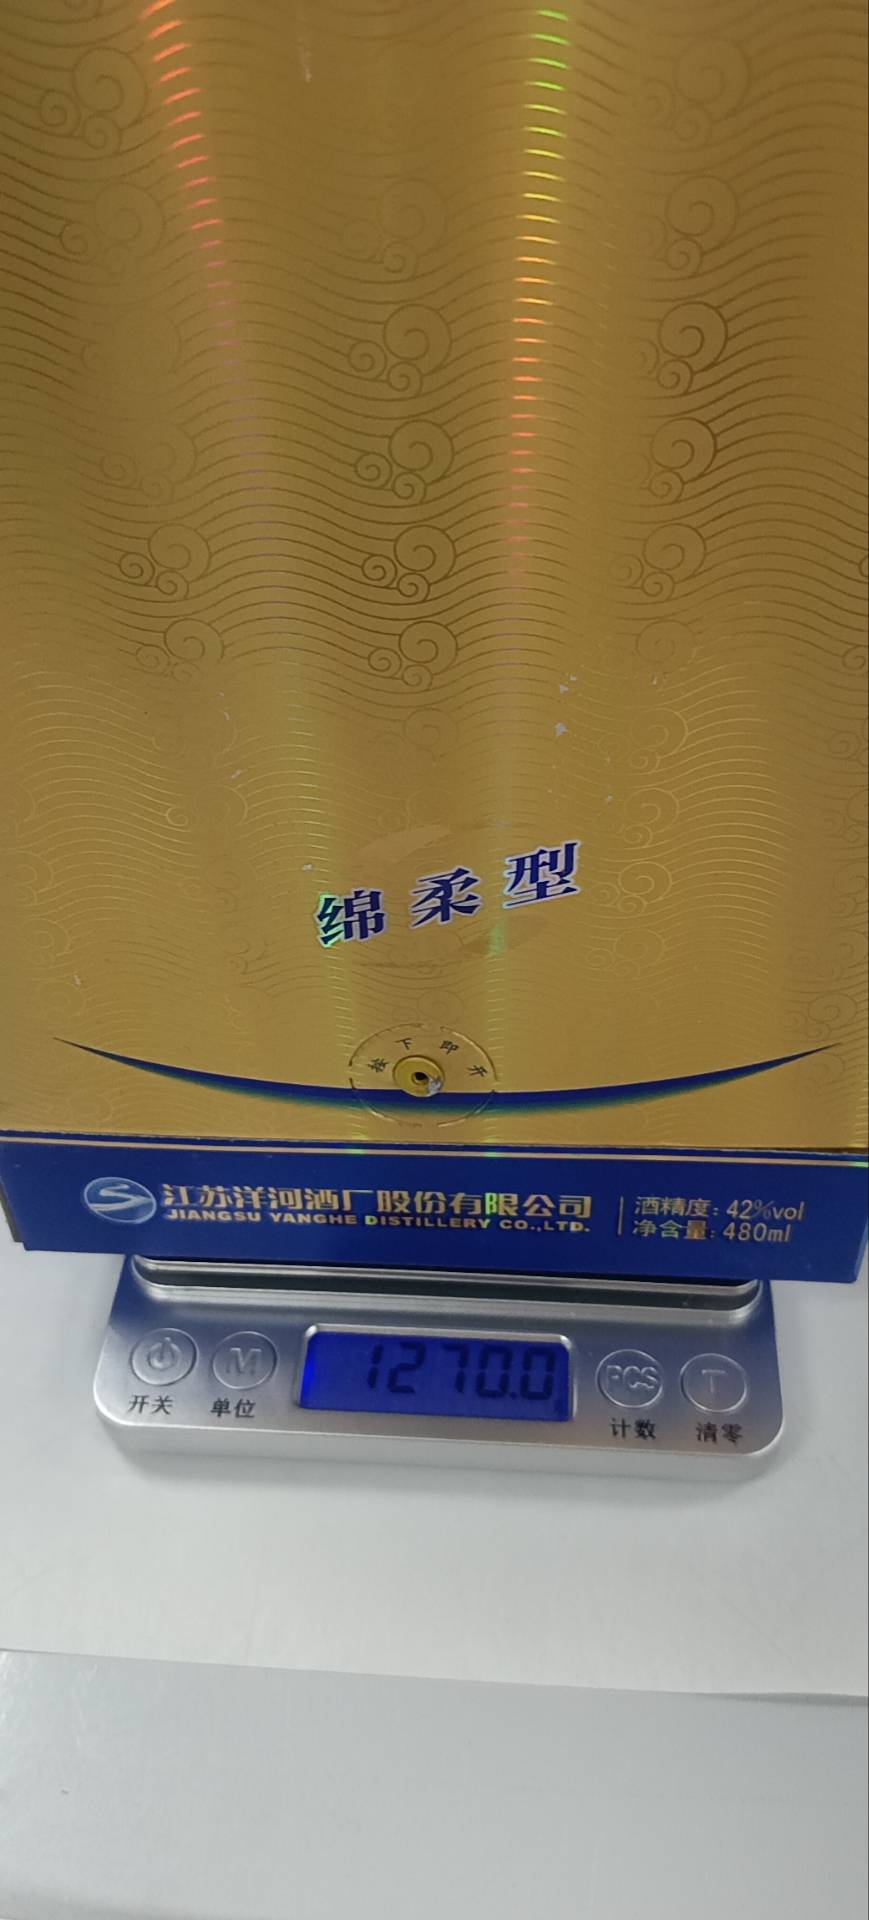 绵柔型
按下即开
江苏洋河酒厂股份有限公司
JIANGSU YANGHE DISTILLERY CO.,LTD.
酒精度: 42%vol
净含量: 480ml
1270.0
M
PCS
T
开关
单位
计数
清零